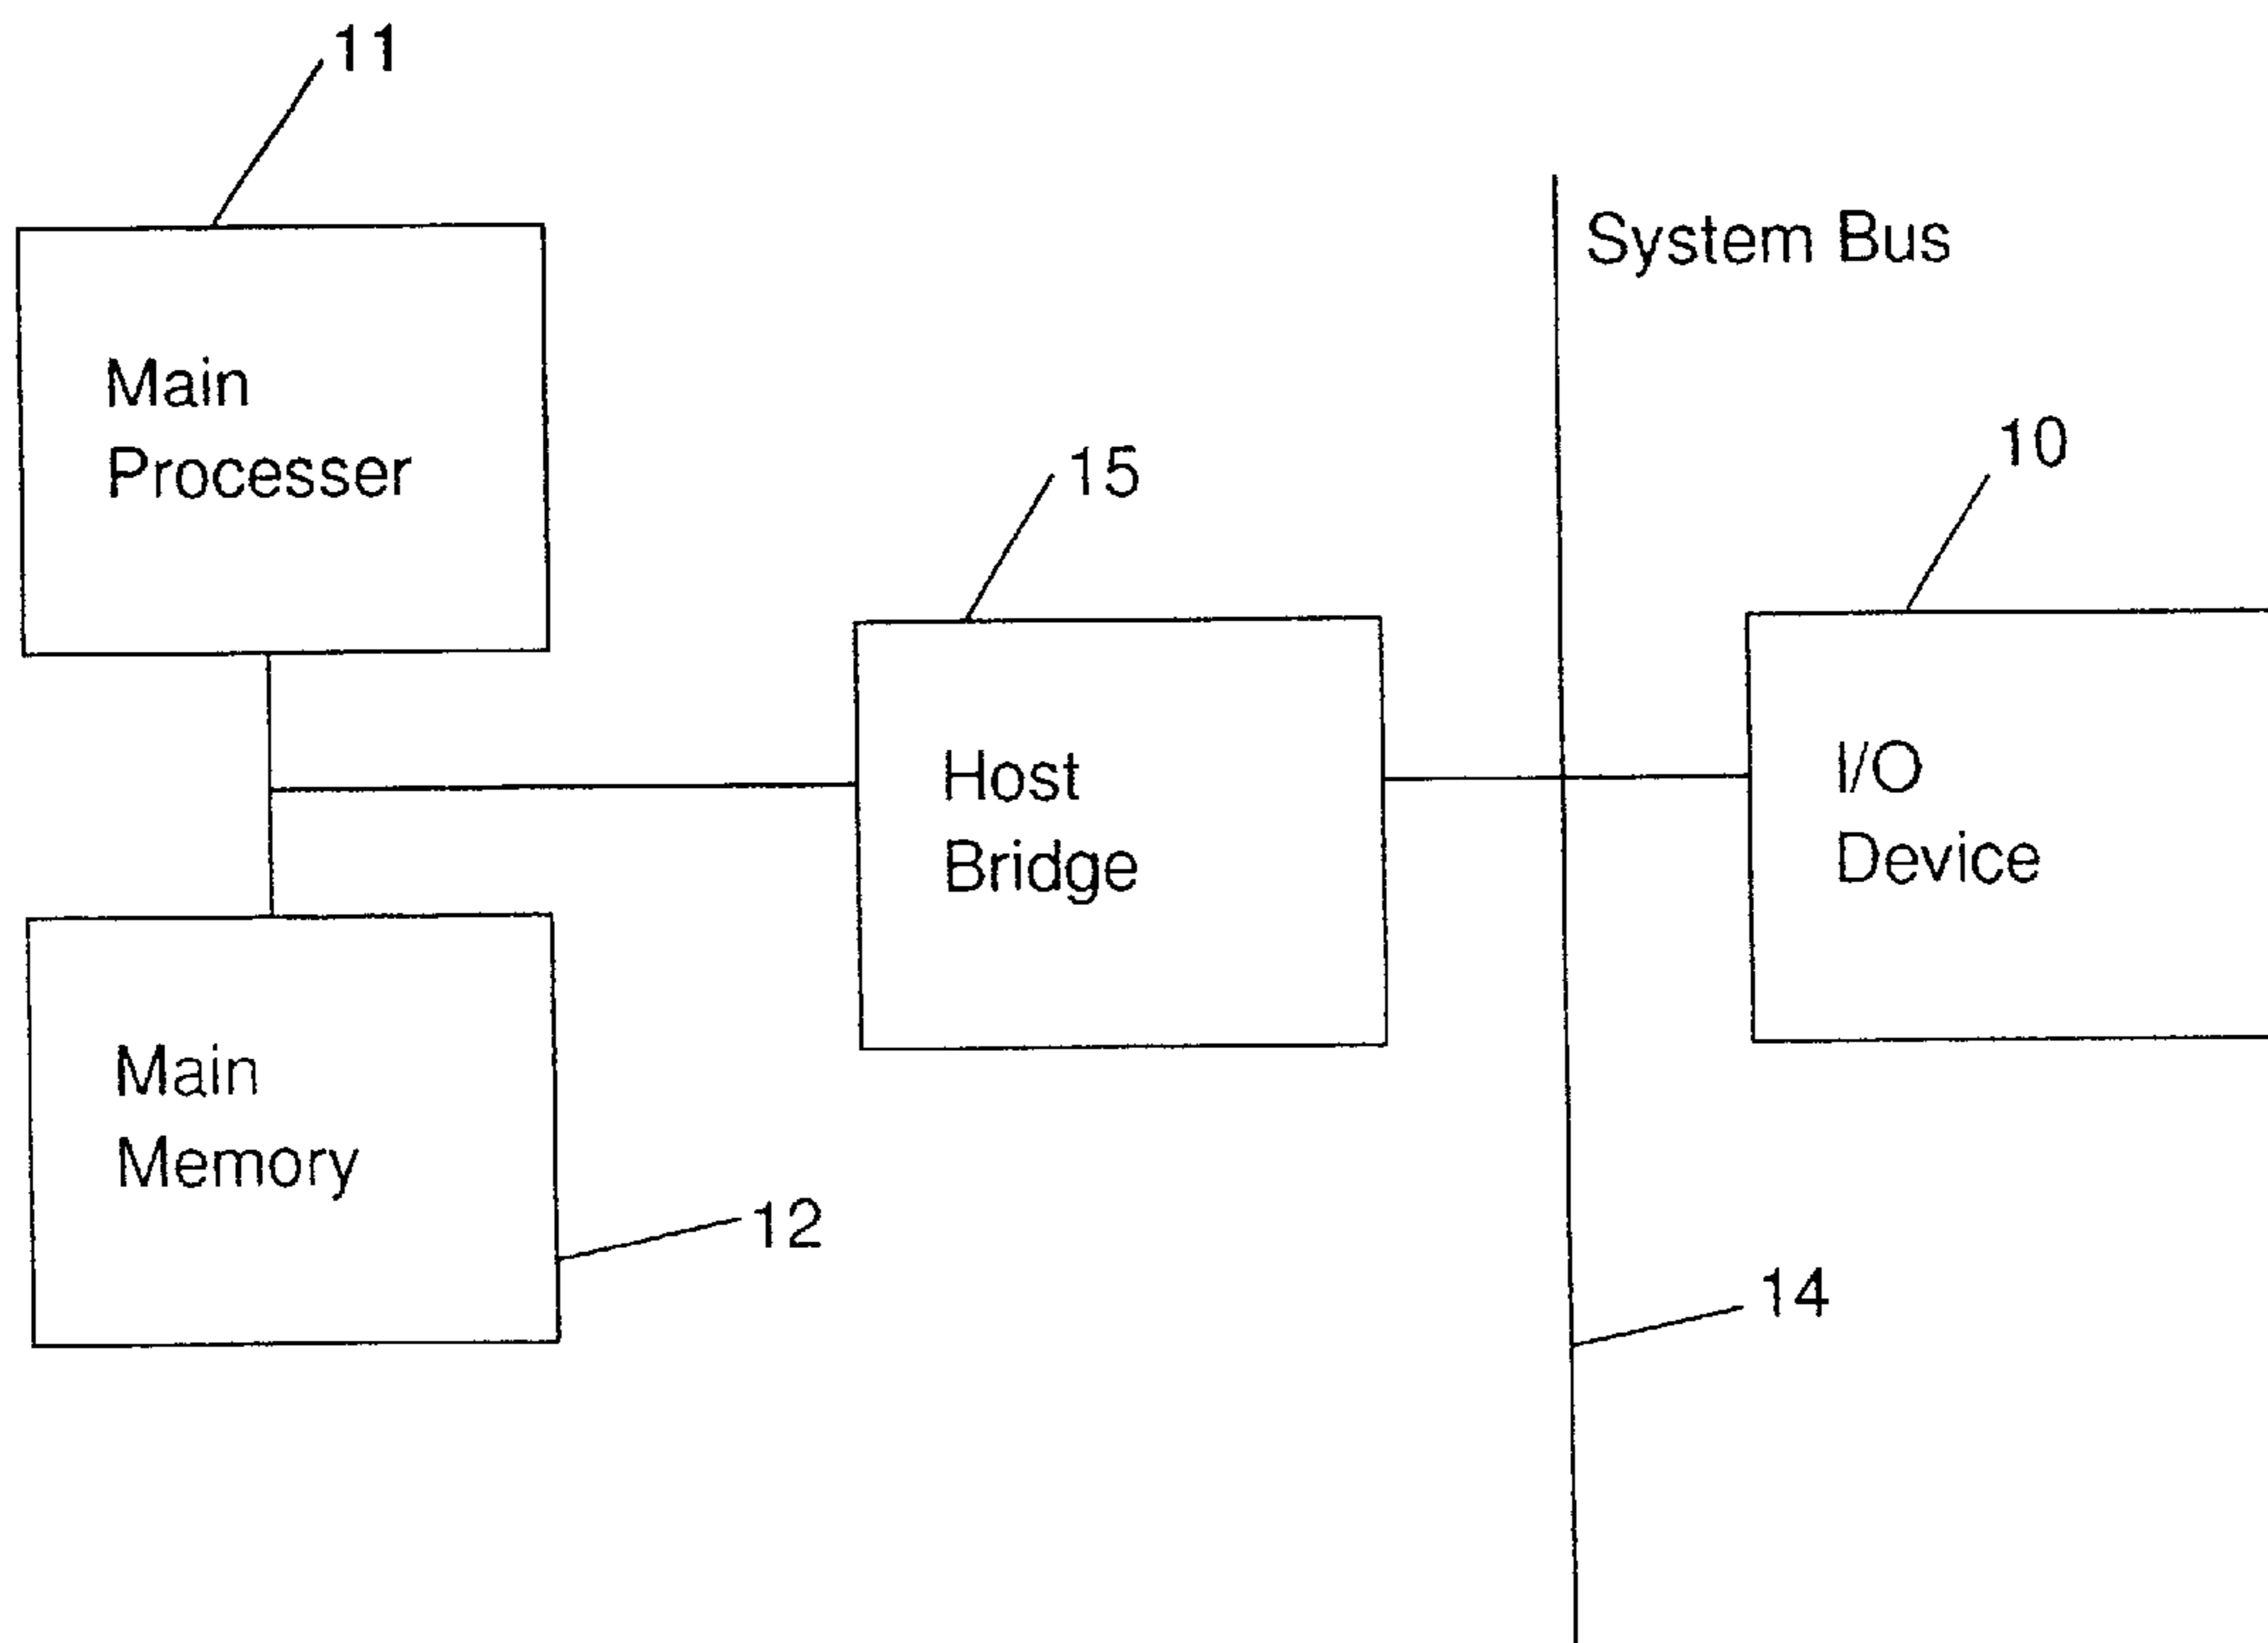 11
System Bus
Main
Processer
15
10
Host
Bridge
I/O
Device
Main
Memory
12
14